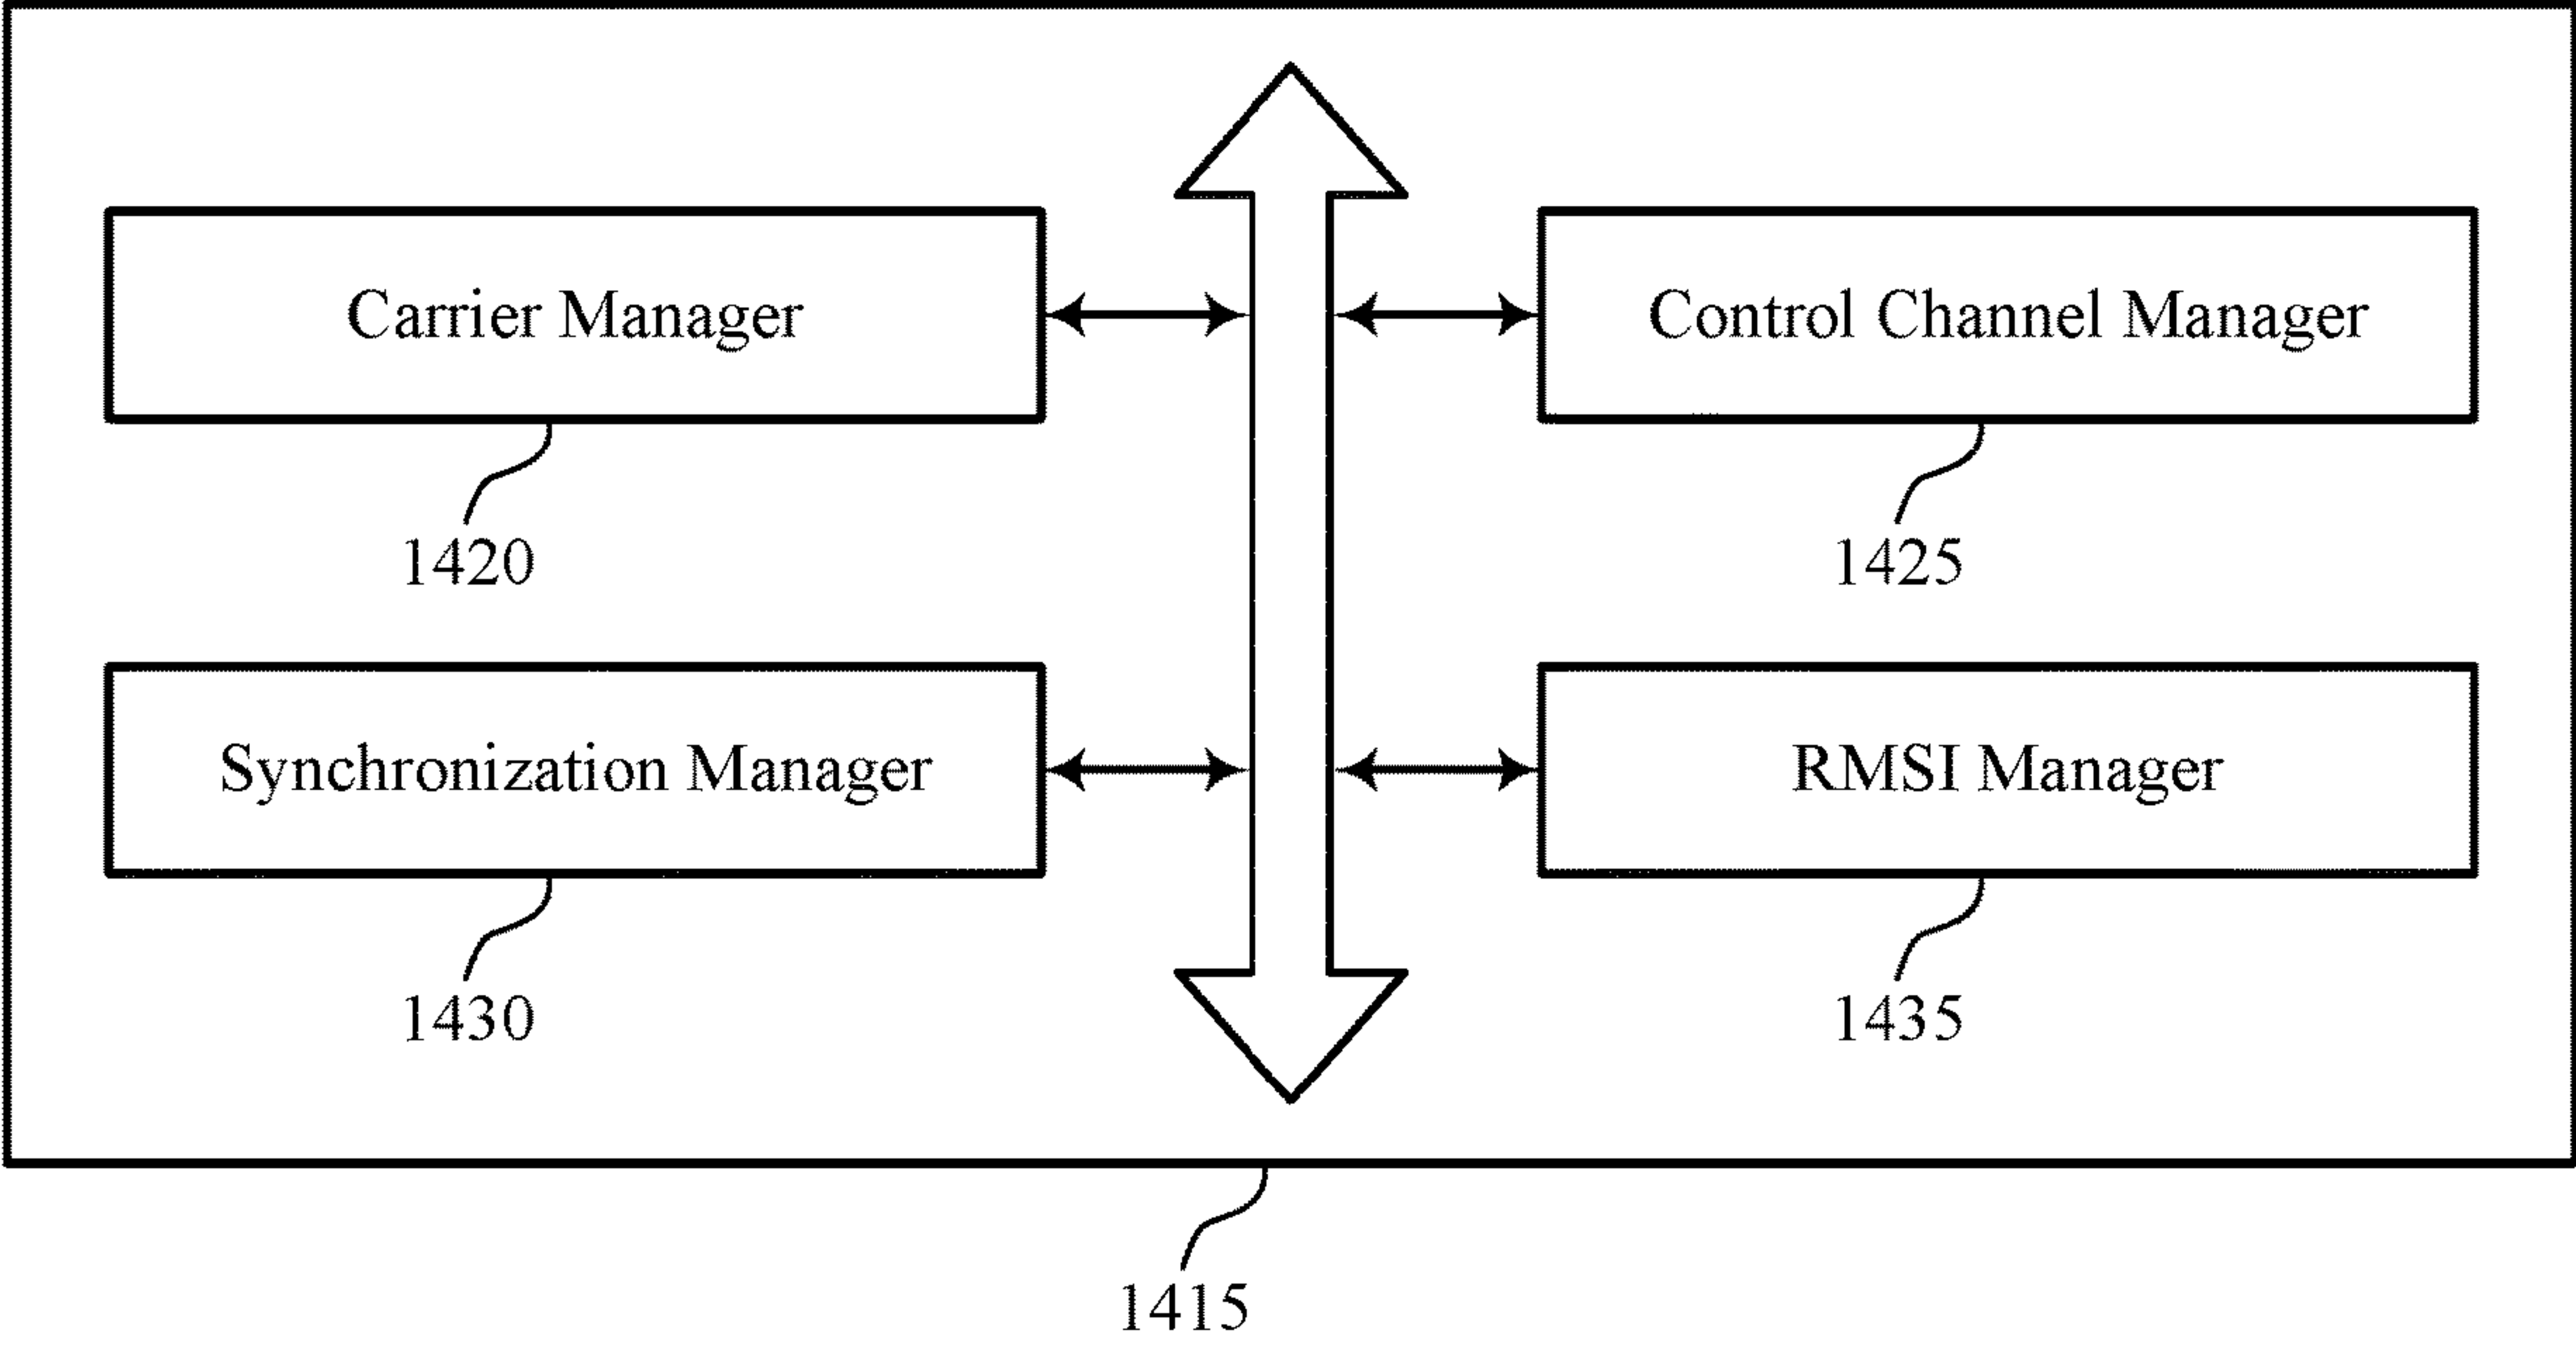 Carrier Manager
Control Channel Manager
1420
1425
Synchronization Manager
RMSI Manager
1430
1435
1415